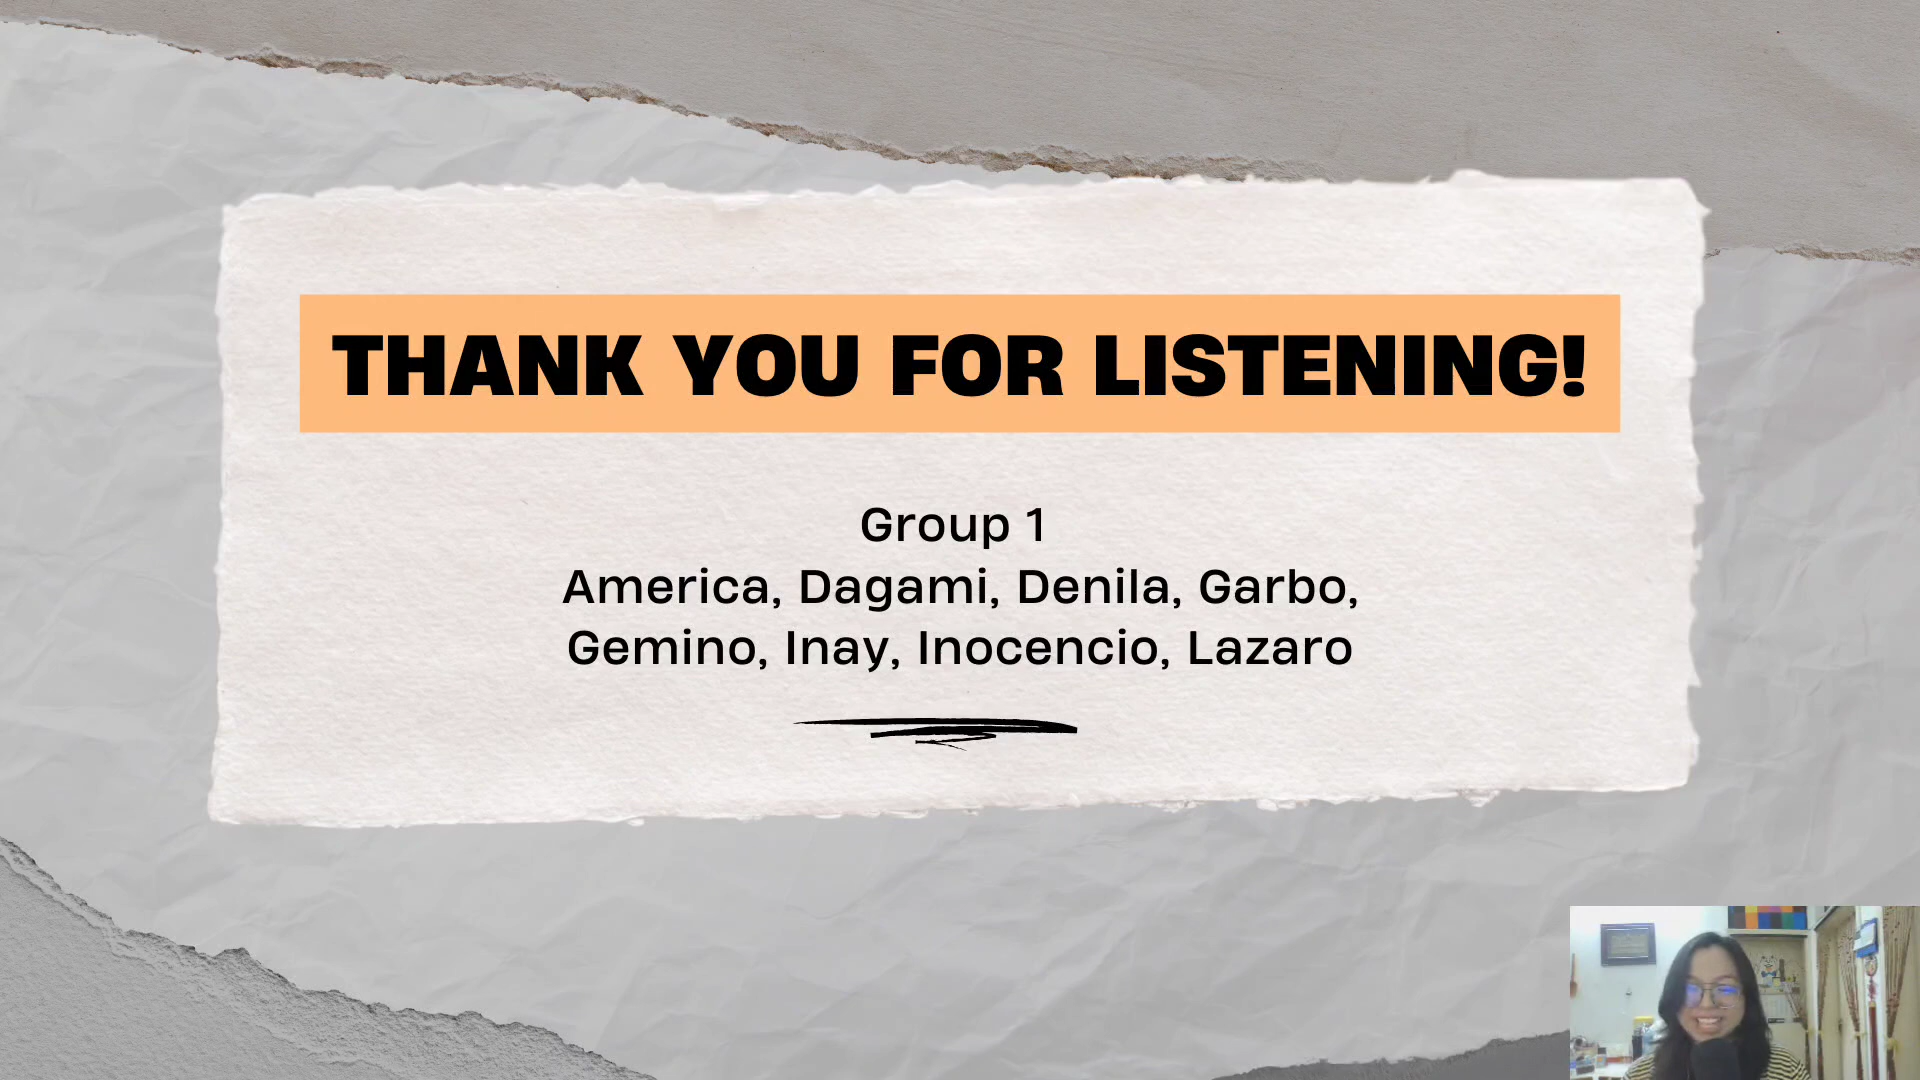 THANK YOU FOR LISTENING!
Group 1
America, Dagami, Denila, Garbo,
Gemino, Inay, Inocencio, Lazaro